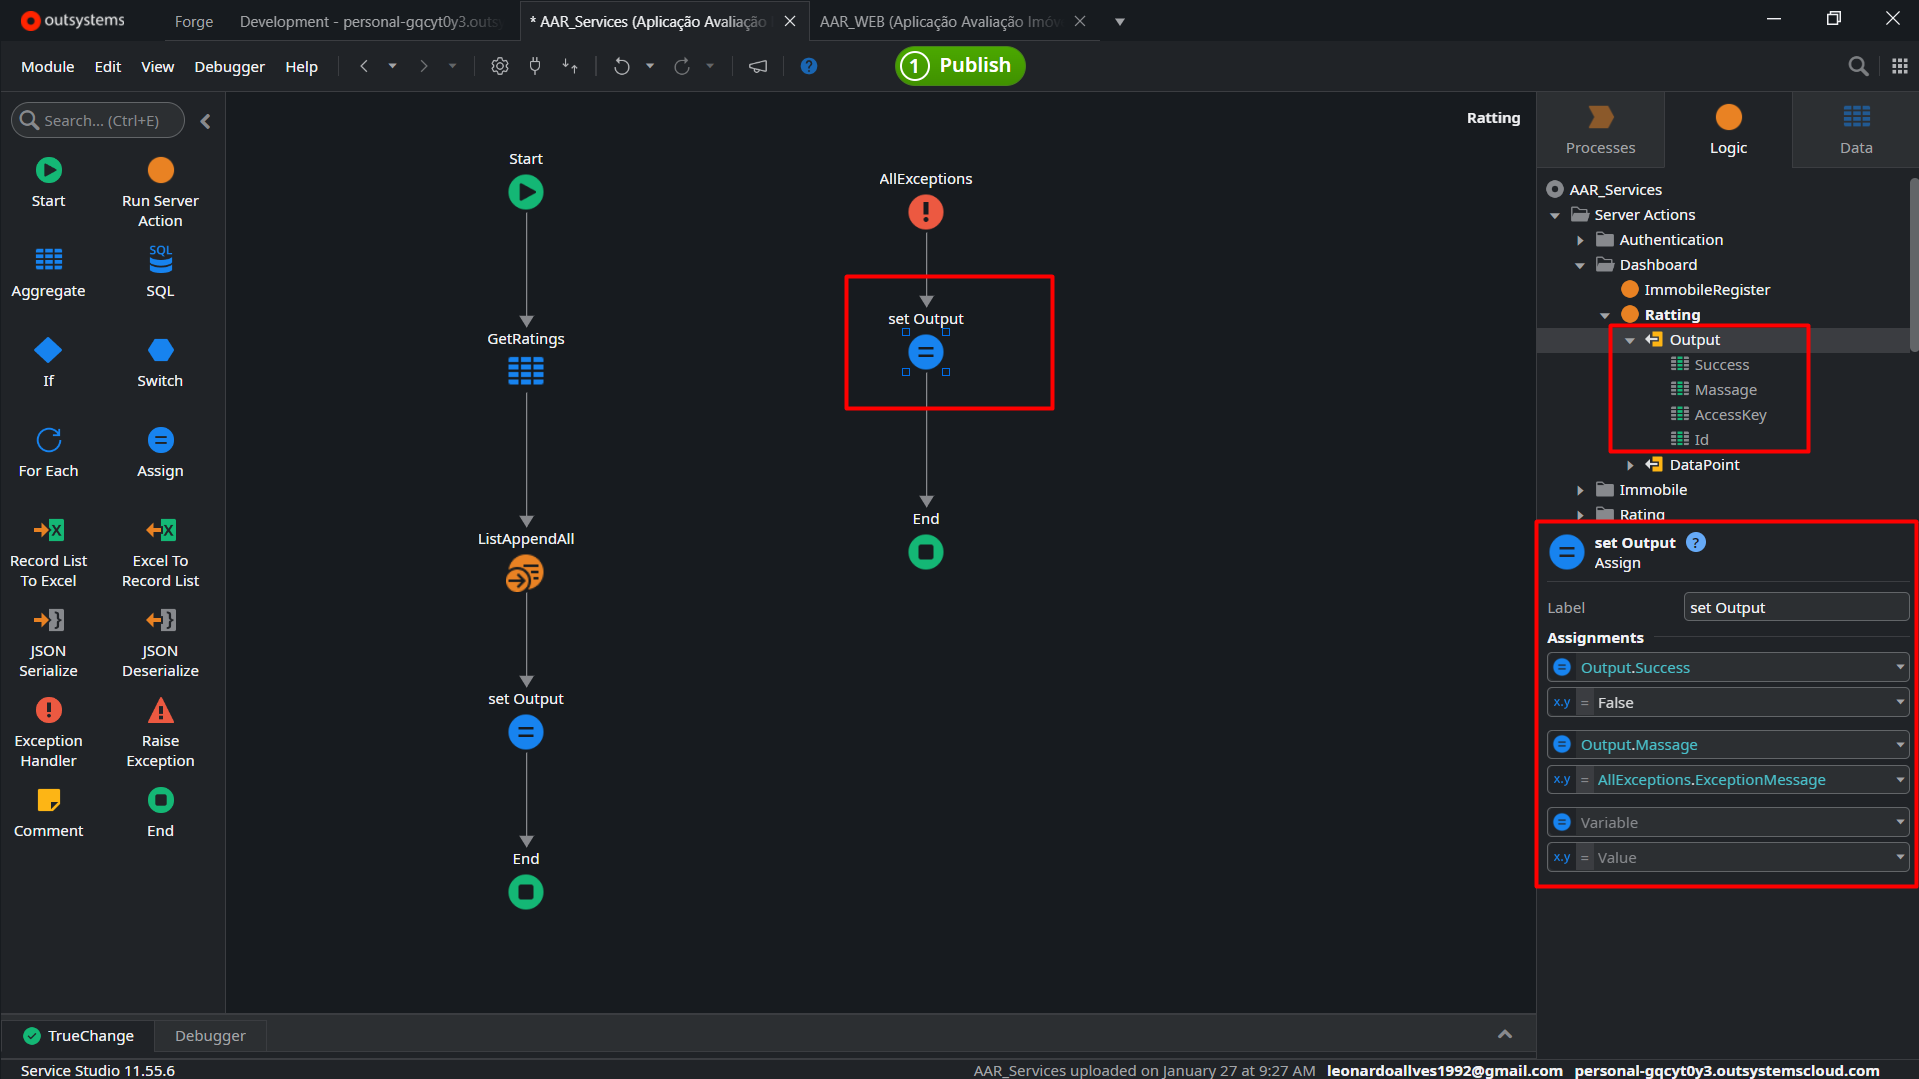 outsystems
Forge
Development - personal-gqcyt0y3.outs
* AAR_Services (Aplicação Avaliação
AAR_WEB (Aplicação Avaliação Imóv
Module
Edit
View
Debugger
Help
1 Publish
Search... (Ctrl+E)
Start
Run Server
Action
Aggregate
SQL
SQL
If
Switch
For Each
Assign
Record List
To Excel
Excel To
Record List
JSON
Serialize
JSON
Deserialize
Exception
Handler
Raise
Exception
Comment
End
Ratting
Start
GetRatings
ListAppendAll
set Output
End
AllExceptions
set Output
End
Processes
Logic
Data
AAR_Services
Server Actions
Authentication
Dashboard
ImmobileRegister
Ratting
Output
Success
Massage
AccessKey
Id
DataPoint
Immobile
Rating
set Output ?
Assign
Label
set Output
Assignments
Output.Success
x.y = False
Output.Massage
x.y = AllExceptions.ExceptionMessage
Variable
x.y = Value
TrueChange
Debugger
Service Studio 11.55.6
AAR_Services uploaded on January 27 at 9:27 AM
leonardoallves1992@gmail.com
personal-gqcyt0y3.outsystemscloud.com